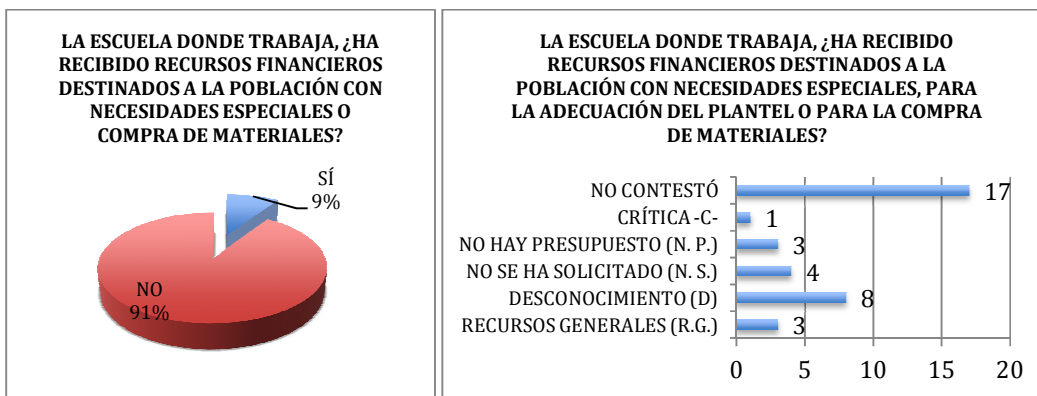 LA ESCUELA DONDE TRABAJA, ¿HA
RECIBIDO RECURSOS FINANCIEROS
DESTINADOS A LA POBLACIÓN CON
NECESIDADES ESPECIALES O
COMPRA DE MATERIALES?
SÍ
9%
NO
91%
LA ESCUELA DONDE TRABAJA, ¿HA RECIBIDO
RECURSOS FINANCIEROS DESTINADOS A LA
POBLACIÓN CON NECESIDADES ESPECIALES, PARA
LA ADECUACIÓN DEL PLANTEL O PARA LA COMPRA
DE MATERIALES?
NO CONTESTÓ 17
CRÍTICA -C- 1
NO HAY PRESUPUESTO (N. P.) 3
NO SE HA SOLICITADO (N. S.) 4
DESCONOCIMIENTO (D) 8
RECURSOS GENERALES (R.G.) 3
0 5 10 15 20